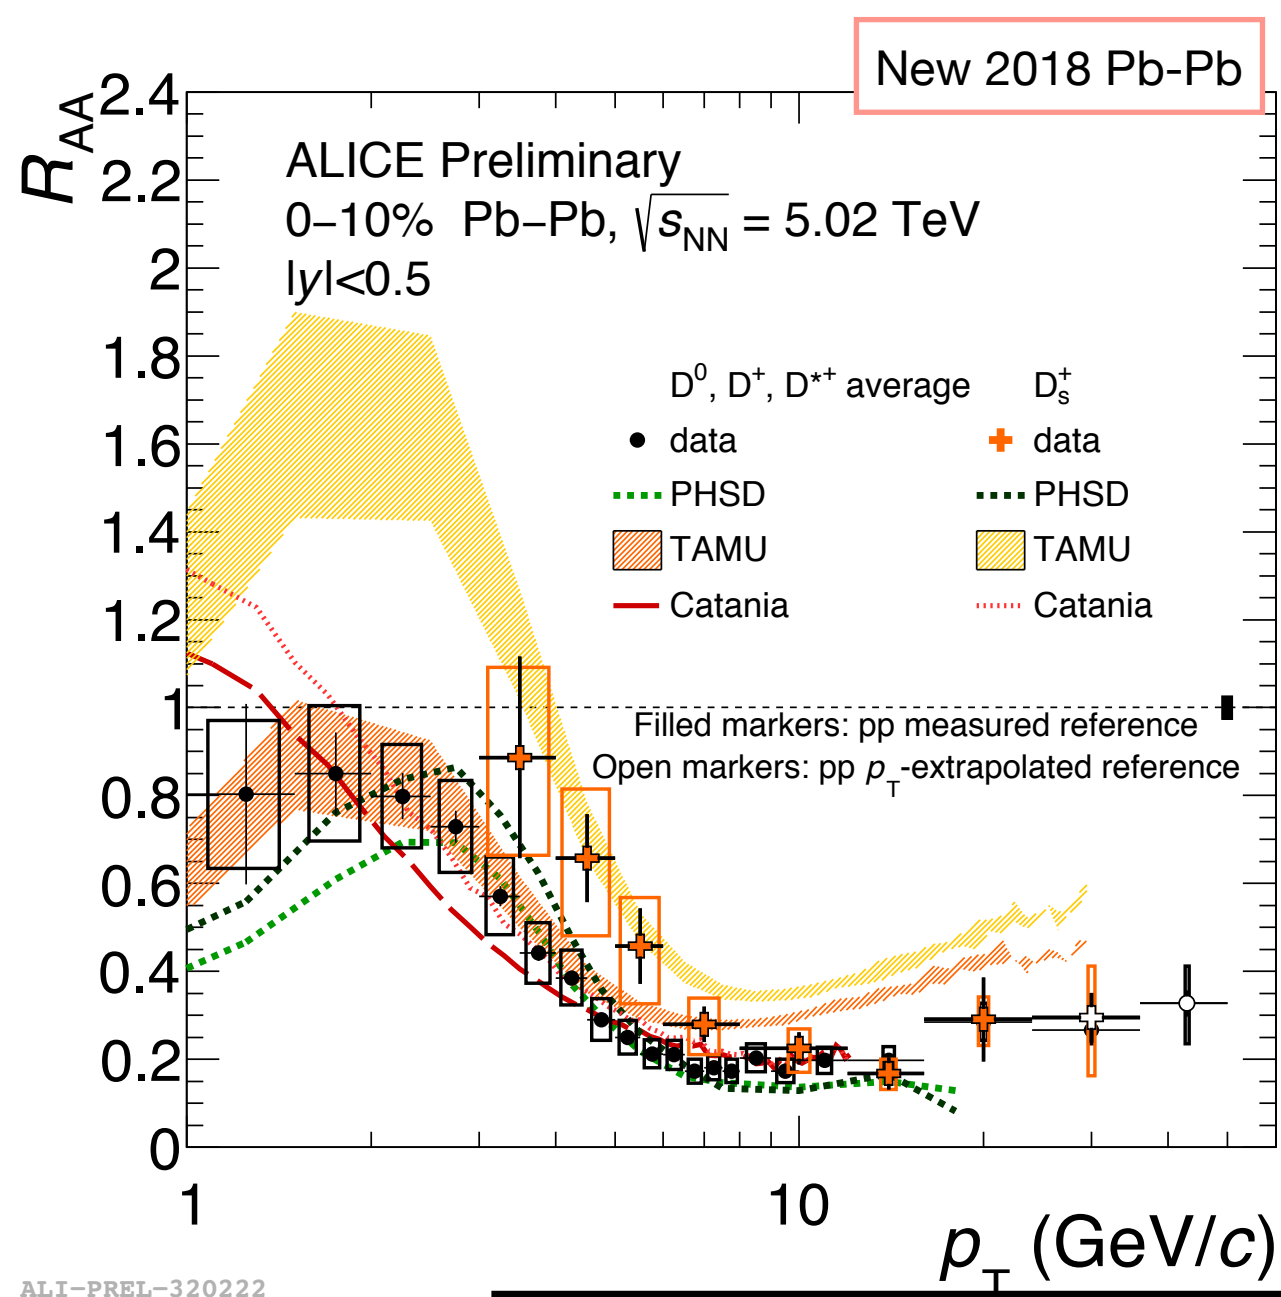 New 2018 Pb-Pb
R_AA
2.4
2.2
2
1.8
1.6
1.4
1.2
1
0.8
0.6
0.4
0.2
0
ALICE Preliminary
0−10% Pb−Pb, √s_NN = 5.02 TeV
|y|<0.5
D⁰, D⁺, D*⁺ average D_s⁺
data data
PHSD PHSD
TAMU TAMU
Catania Catania
Filled markers: pp measured reference
Open markers: pp p_T-extrapolated reference
1 10
p_T (GeV/c)
ALI−PREL−320222